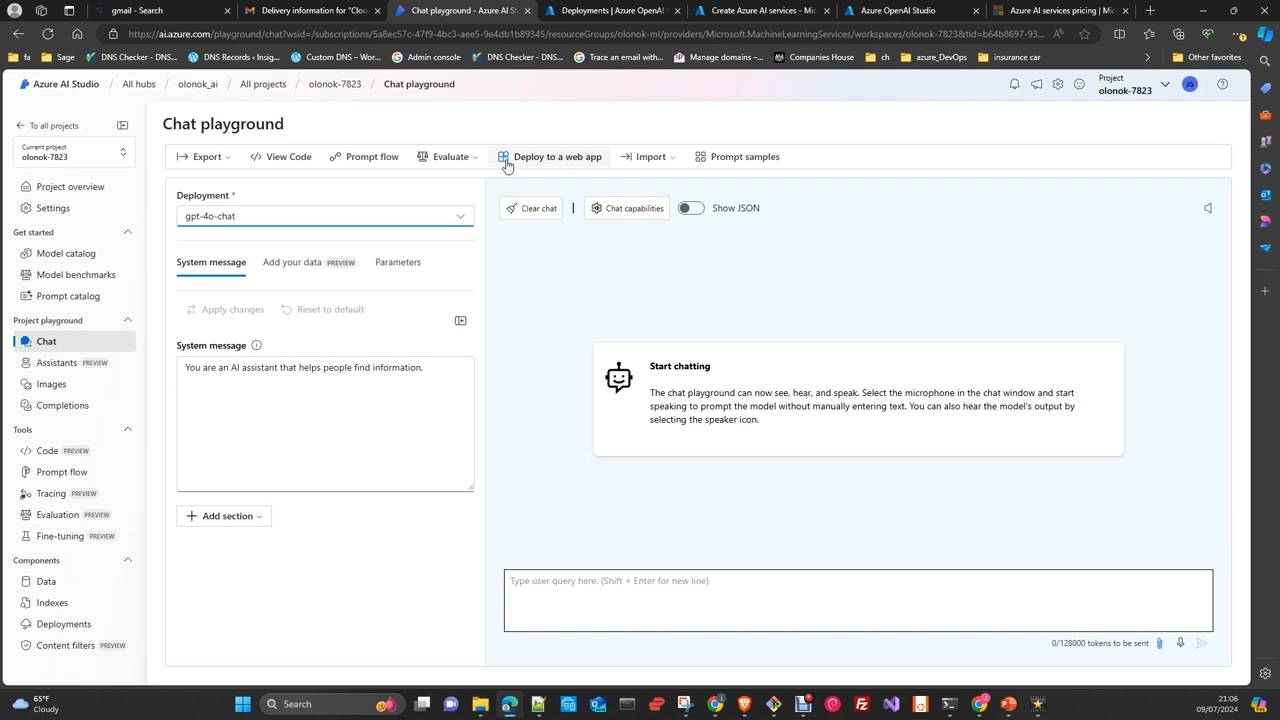 gmail - Search
Delivery information for "Clou
Chat playground - Azure AI S
Deployments | Azure OpenAI S
Create Azure AI services - Mic
Azure OpenAI Studio
Azure AI services pricing | Mic
https://ai.azure.com/playground/chat?wsid=/subscriptions/5a8ec57c-47f9-4bc3-aee5-9e4db1b89345/resourceGroups/olonok-ml/providers/Microsoft.MachineLearningServices/workspaces/olonok-7823&tid=b64b8697-93...
fa
Sage
DNS Checker - DNS...
DNS Records ‹ Insig...
custom DNS
Google Admin
DNS Checker - DNS...
Trace an email with...
Manage domains –...
Companies House
ch
azure_DevOps
insurance car
Other favorites
Azure AI Studio / All hubs / olonok_ai / All projects / olonok-7823 / Chat playground
Project
olonok-7823
JG
To all projects
Current project
olonok-7823
Project overview
Settings
Get started
Model catalog
Model benchmarks
Prompt catalog
Project playground
Chat
Assistants PREVIEW
Images
Completions
Tools
Code PREVIEW
Prompt flow
Tracing PREVIEW
Evaluation PREVIEW
Fine-tuning PREVIEW
Components
Data
Indexes
Deployments
Content filters PREVIEW
Chat playground
Export
View Code
Prompt flow
Evaluate
Deploy to a web app
Import
Prompt samples
Deployment *
gpt-4o-chat
System message
Add your data PREVIEW
Parameters
Apply changes
Reset to default
System message
You are an AI assistant that helps people find information.
Add section
Clear chat
Chat capabilities
Show JSON
Start chatting
The chat playground can now see, hear, and speak. Select the microphone in the chat window and start
speaking to prompt the model without manually entering text. You can also hear the model's output by
selecting the speaker icon.
Type user query here. (Shift + Enter for new line)
0/128000 tokens to be sent
65°F
Cloudy
Search
21:06
09/07/2024